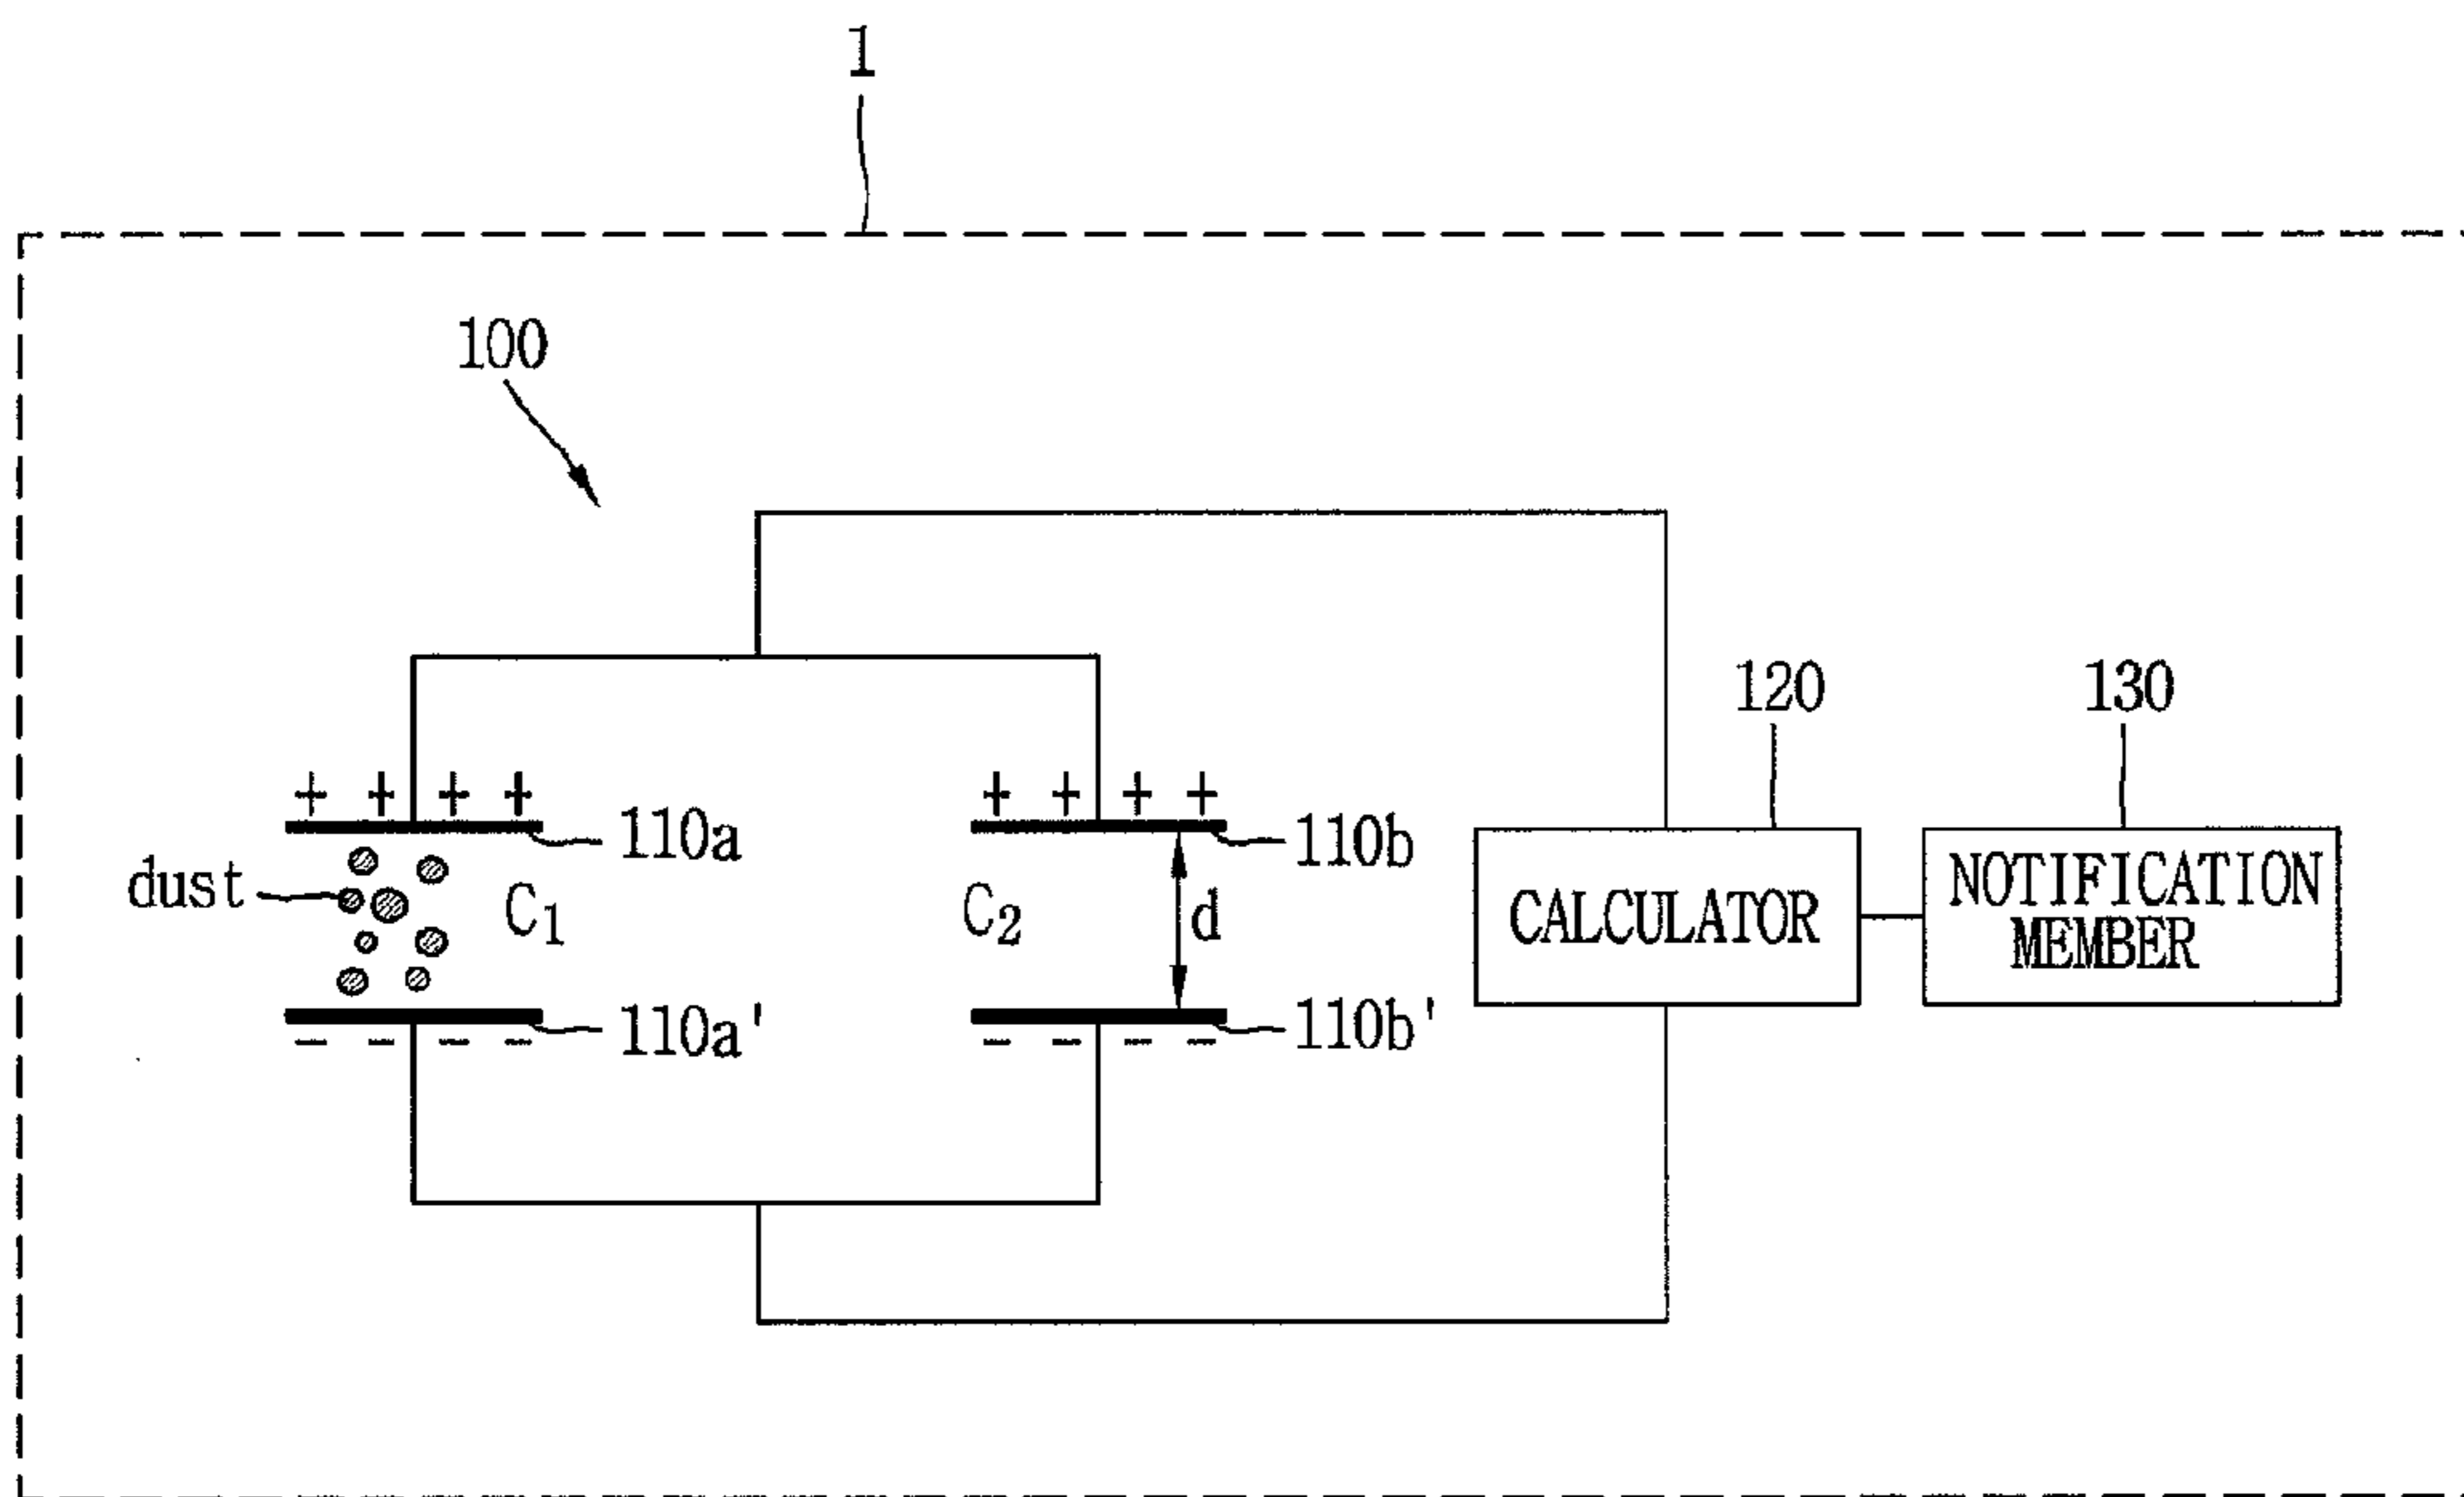 1
100
120
130
+ + + +
+ + + +
110a
110b
dust
C₁
C₂
d
CALCULATOR
NOTIFICATION
MEMBER
110a'
110b'
- - - -
- - - -